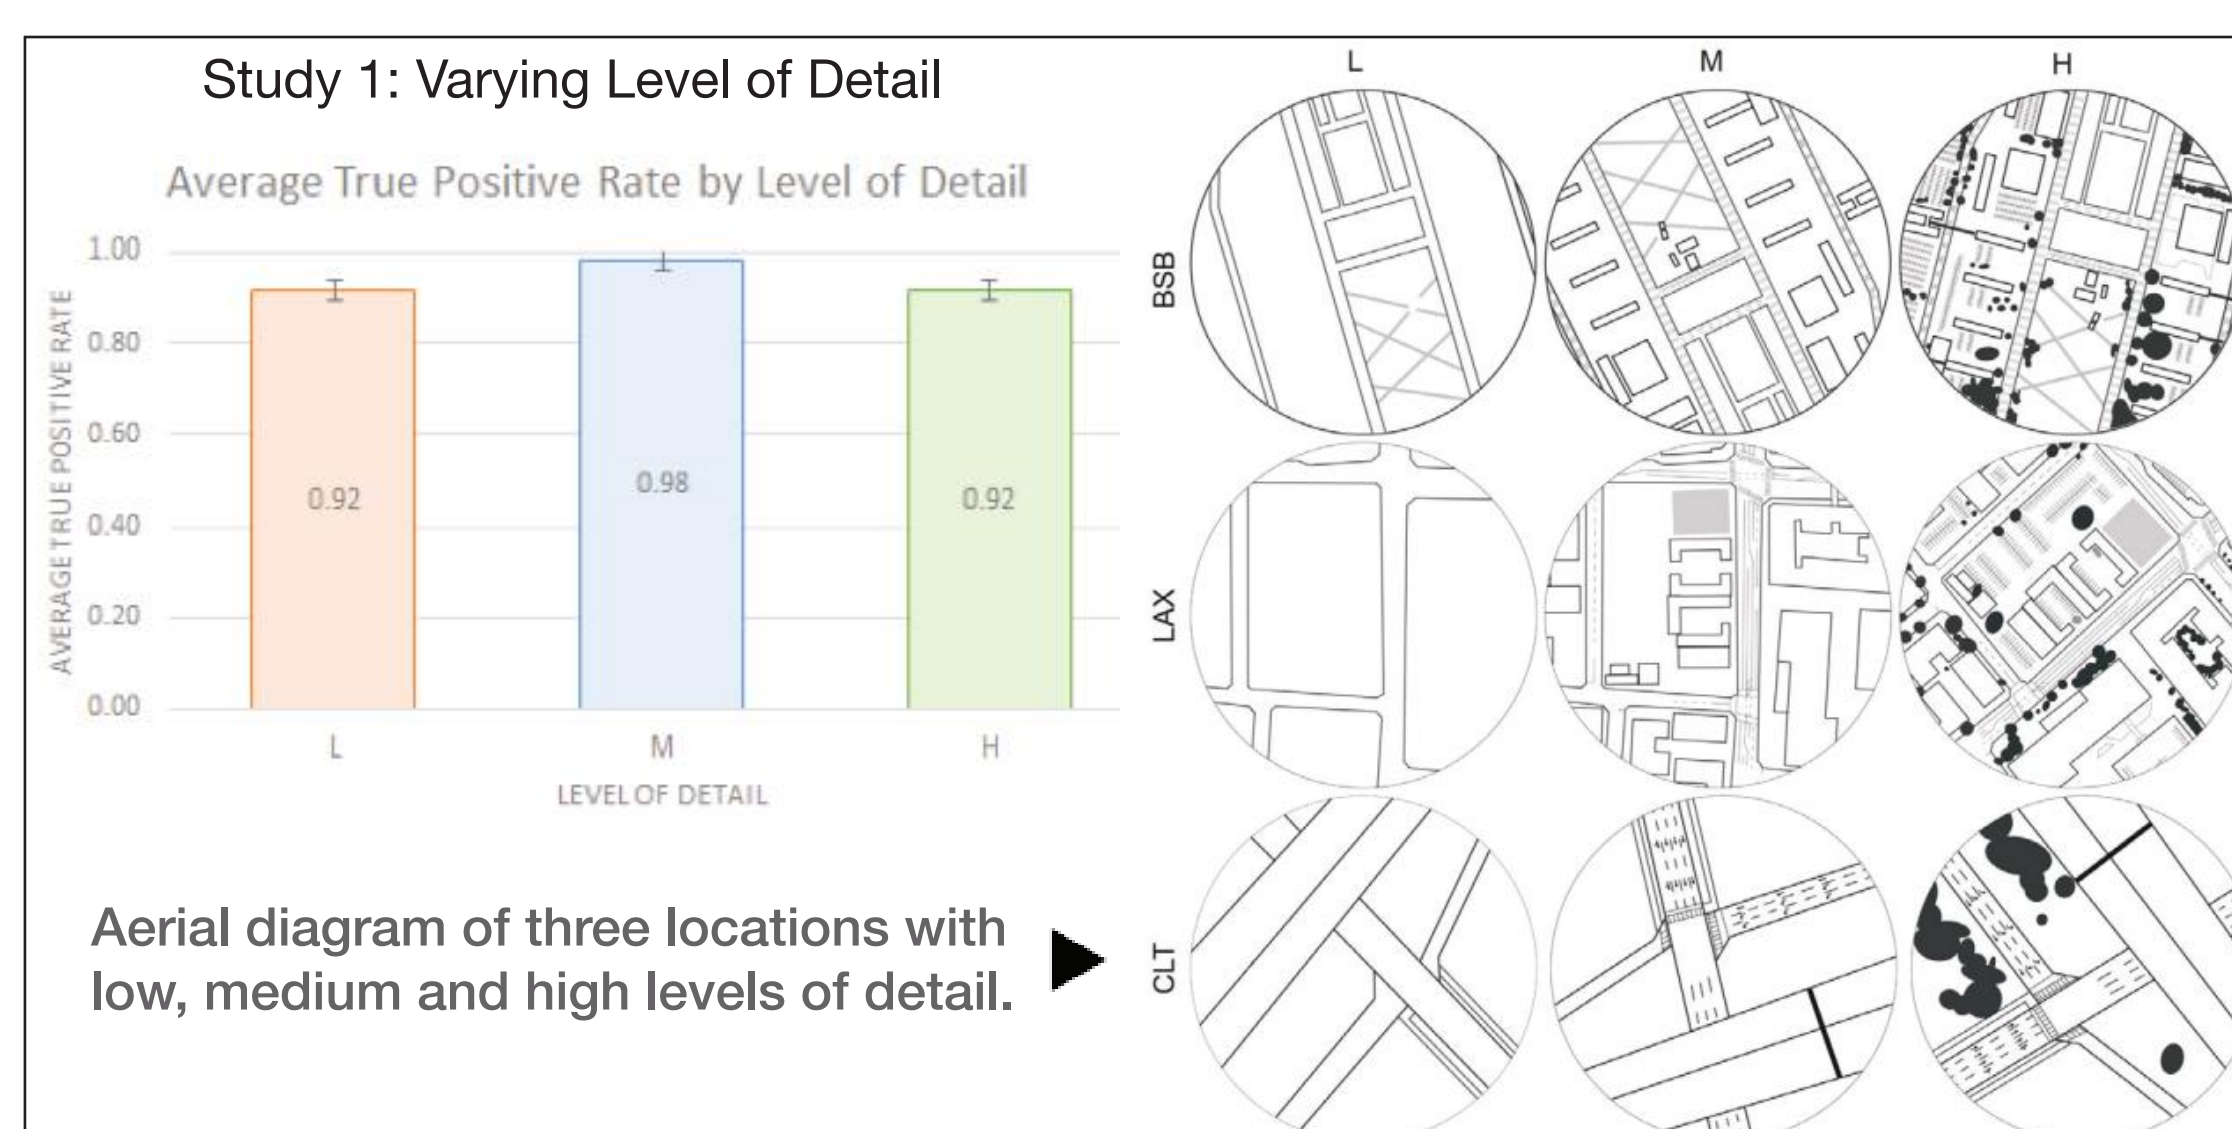 Study 1: Varying Level of Detail
Average True Positive Rate by Level of Detail
AVERAGE TRUE POSITIVE RATE
1.00
0.80
0.60
0.40
0.20
0.00
0.92
0.98
0.92
L
M
H
LEVEL OF DETAIL
Aerial diagram of three locations with
low, medium and high levels of detail.
L
M
H
BSB
LAX
CLT